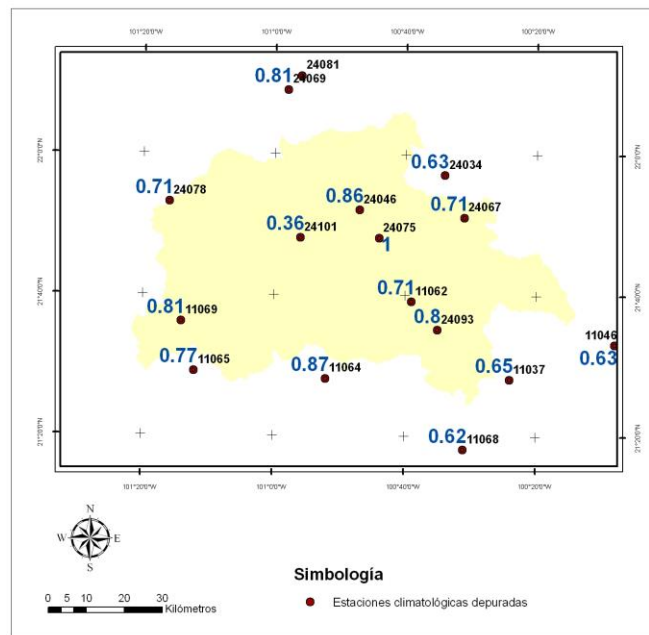 101°20'0"W 101°0'0"W 100°40'0"W 100°20'0"W
24081
0.81 24069
22°0'0"N 22°0'0"N
0.63 24034
0.71 24078
0.86 24046
0.71 24067
0.36 24101
24075
1
21°40'0"N 21°40'0"N
0.71 11062
0.81 11069
0.8 24093
11046
0.63
0.77 11065
0.87 11064
0.65 11037
21°20'0"N 21°20'0"N
0.62 11068
101°20'0"W 101°0'0"W 100°40'0"W 100°20'0"W
N
W E
S
Simbología
0 5 10 20 30
Kilómetros
Estaciones climatológicas depuradas